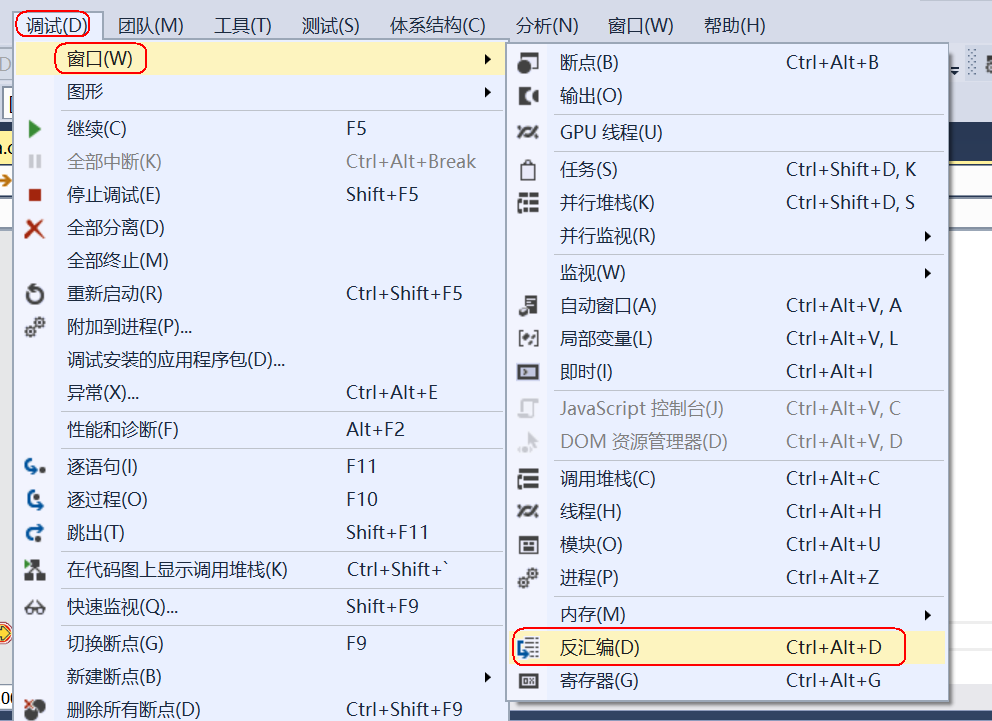 调试(D) 团队(M) 工具(T) 测试(S) 体系结构(C) 分析(N) 窗口(W) 帮助(H)
窗口(W)
图形
继续(C) F5
全部中断(K) Ctrl+Alt+Break
停止调试(E) Shift+F5
全部分离(D)
全部终止(M)
重新启动(R) Ctrl+Shift+F5
附加到进程(P)...
调试安装的应用程序包(D)...
异常(X)... Ctrl+Alt+E
性能和诊断(F) Alt+F2
逐语句(I) F11
逐过程(O) F10
跳出(T) Shift+F11
在代码图上显示调用堆栈(K) Ctrl+Shift+`
快速监视(Q)... Shift+F9
切换断点(G) F9
新建断点(B)
删除所有断点(D) Ctrl+Shift+F9
断点(B) Ctrl+Alt+B
输出(O)
GPU 线程(U)
任务(S) Ctrl+Shift+D, K
并行堆栈(K) Ctrl+Shift+D, S
并行监视(R)
监视(W)
自动窗口(A) Ctrl+Alt+V, A
局部变量(L) Ctrl+Alt+V, L
即时(I) Ctrl+Alt+I
JavaScript 控制台(J) Ctrl+Alt+V, C
DOM 资源管理器(D) Ctrl+Alt+V, D
调用堆栈(C) Ctrl+Alt+C
线程(H) Ctrl+Alt+H
模块(O) Ctrl+Alt+U
进程(P) Ctrl+Alt+Z
内存(M)
反汇编(D) Ctrl+Alt+D
寄存器(G) Ctrl+Alt+G